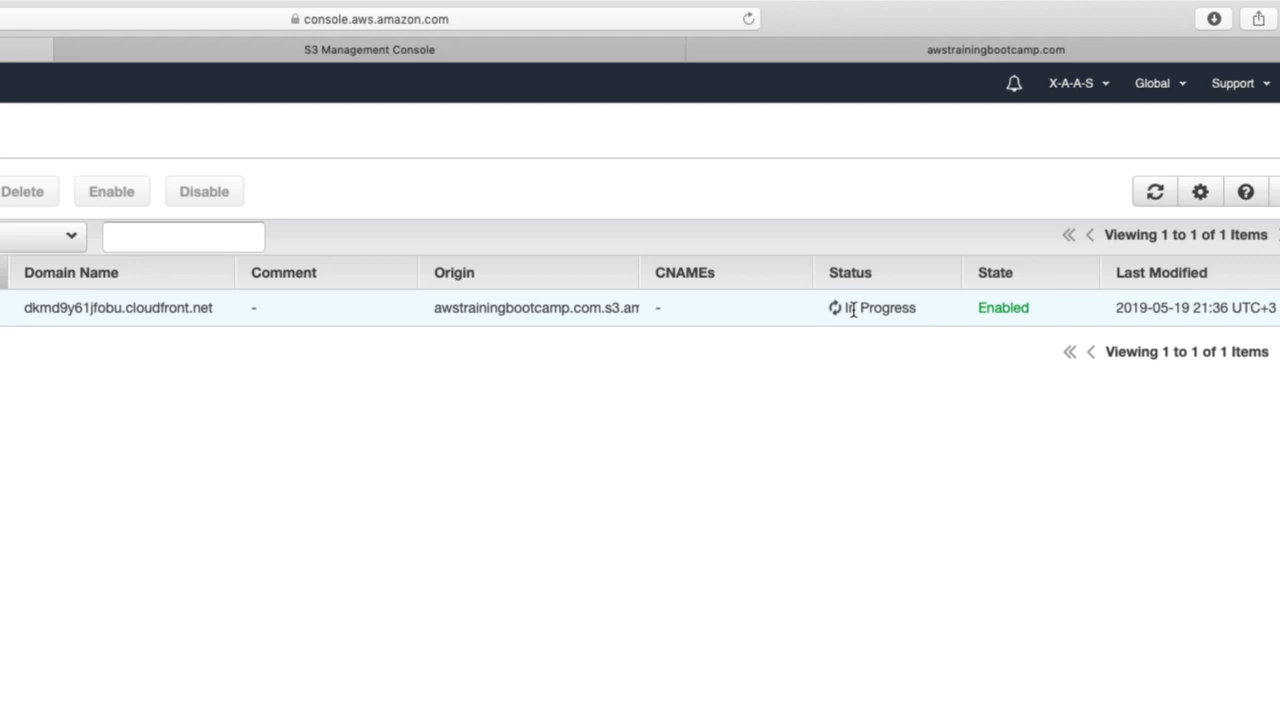 console.aws.amazon.com
S3 Management Console
awstrainingbootcamp.com
X-A-A-S
Global
Support
Delete
Enable
Disable
Viewing 1 to 1 of 1 Items
Domain Name
Comment
Origin
CNAMEs
Status
State
Last Modified
dkmd9y61jfobu.cloudfront.net
-
awstrainingbootcamp.com.s3.am
-
In Progress
Enabled
2019-05-19 21:36 UTC+3
Viewing 1 to 1 of 1 Items